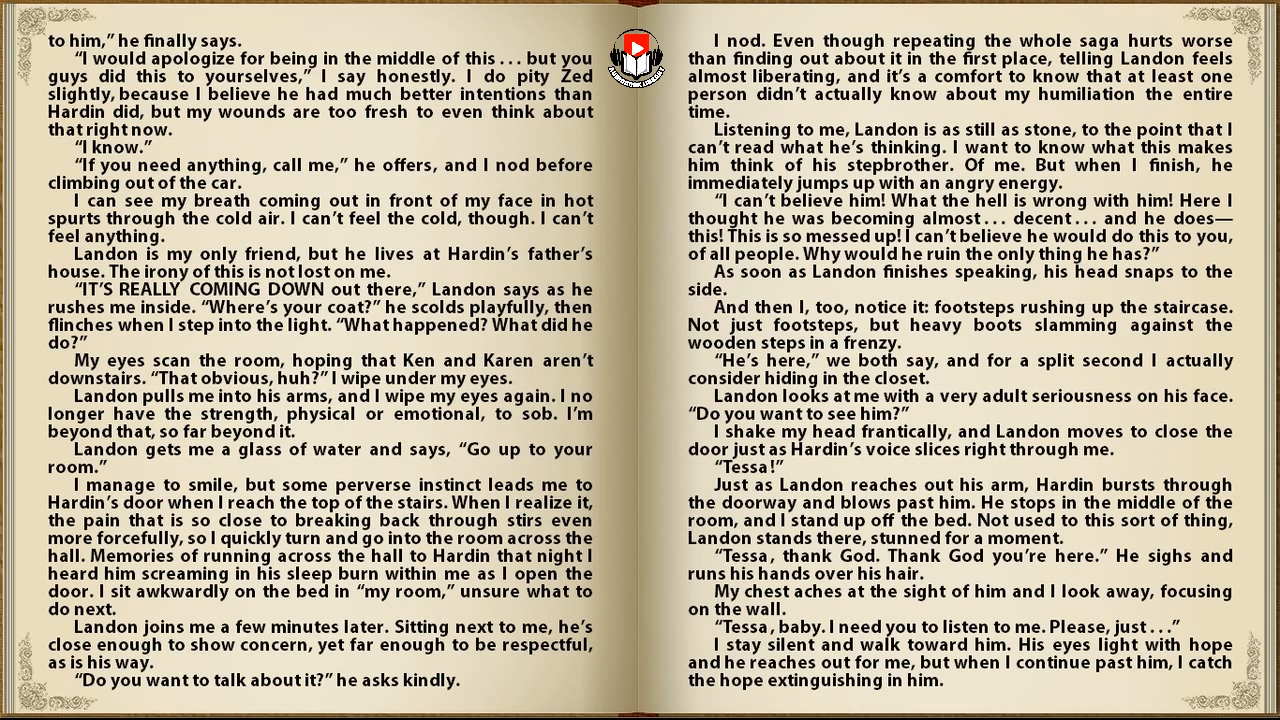 to him,” he finally says.
“I would apologize for being in the middle of this . . . but you
guys did this to yourselves,” I say honestly. I do pity Zed
slightly, because I believe he had much better intentions than
Hardin did, but my wounds are too fresh to even think about
that right now.
“I know.”
“If you need anything, call me,” he offers, and I nod before
climbing out of the car.
I can see my breath coming out in front of my face in hot
spurts through the cold air. I can’t feel the cold, though. I can’t
feel anything.
Landon is my only friend, but he lives at Hardin’s father’s
house. The irony of this is not lost on me.
“IT’S REALLY COMING DOWN out there,” Landon says as he
rushes me inside. “Where’s your coat?” he scolds playfully, then
flinches when I step into the light. “What happened? What did he
do?”
My eyes scan the room, hoping that Ken and Karen aren’t
downstairs. “That obvious, huh?” I wipe under my eyes.
Landon pulls me into his arms, and I wipe my eyes again. I no
longer have the strength, physical or emotional, to sob. I’m
beyond that, so far beyond it.
Landon gets me a glass of water and says, “Go up to your
room.”
I manage to smile, but some perverse instinct leads me to
Hardin’s door when I reach the top of the stairs. When I realize it,
the pain that is so close to breaking back through stirs even
more forcefully, so I quickly turn and go into the room across the
hall. Memories of running across the hall to Hardin that night I
heard him screaming in his sleep burn within me as I open the
door. I sit awkwardly on the bed in “my room,” unsure what to
do next.
Landon joins me a few minutes later. Sitting next to me, he’s
close enough to show concern, yet far enough to be respectful,
as is his way.
“Do you want to talk about it?” he asks kindly.
I nod. Even though repeating the whole saga hurts worse
than finding out about it in the first place, telling Landon feels
almost liberating, and it’s a comfort to know that at least one
person didn’t actually know about my humiliation the entire
time.
Listening to me, Landon is as still as stone, to the point that I
can’t read what he’s thinking. I want to know what this makes
him think of his stepbrother. Of me. But when I finish, he
immediately jumps up with an angry energy.
“I can’t believe him! What the hell is wrong with him! Here I
thought he was becoming almost . . . decent . . . and he does—
this! This is so messed up! I can’t believe he would do this to you,
of all people. Why would he ruin the only thing he has?”
As soon as Landon finishes speaking, his head snaps to the
side.
And then I, too, notice it: footsteps rushing up the staircase.
Not just footsteps, but heavy boots slamming against the
wooden steps in a frenzy.
“He’s here,” we both say, and for a split second I actually
consider hiding in the closet.
Landon looks at me with a very adult seriousness on his face.
“Do you want to see him?”
I shake my head frantically, and Landon moves to close the
door just as Hardin’s voice slices right through me.
“Tessa!”
Just as Landon reaches out his arm, Hardin bursts through
the doorway and blows past him. He stops in the middle of the
room, and I stand up off the bed. Not used to this sort of thing,
Landon stands there, stunned for a moment.
“Tessa, thank God. Thank God you’re here.” He sighs and
runs his hands over his hair.
My chest aches at the sight of him and I look away, focusing
on the wall.
“Tessa, baby. I need you to listen to me. Please, just . . .”
I stay silent and walk toward him. His eyes light with hope
and he reaches out for me, but when I continue past him, I catch
the hope extinguishing in him.